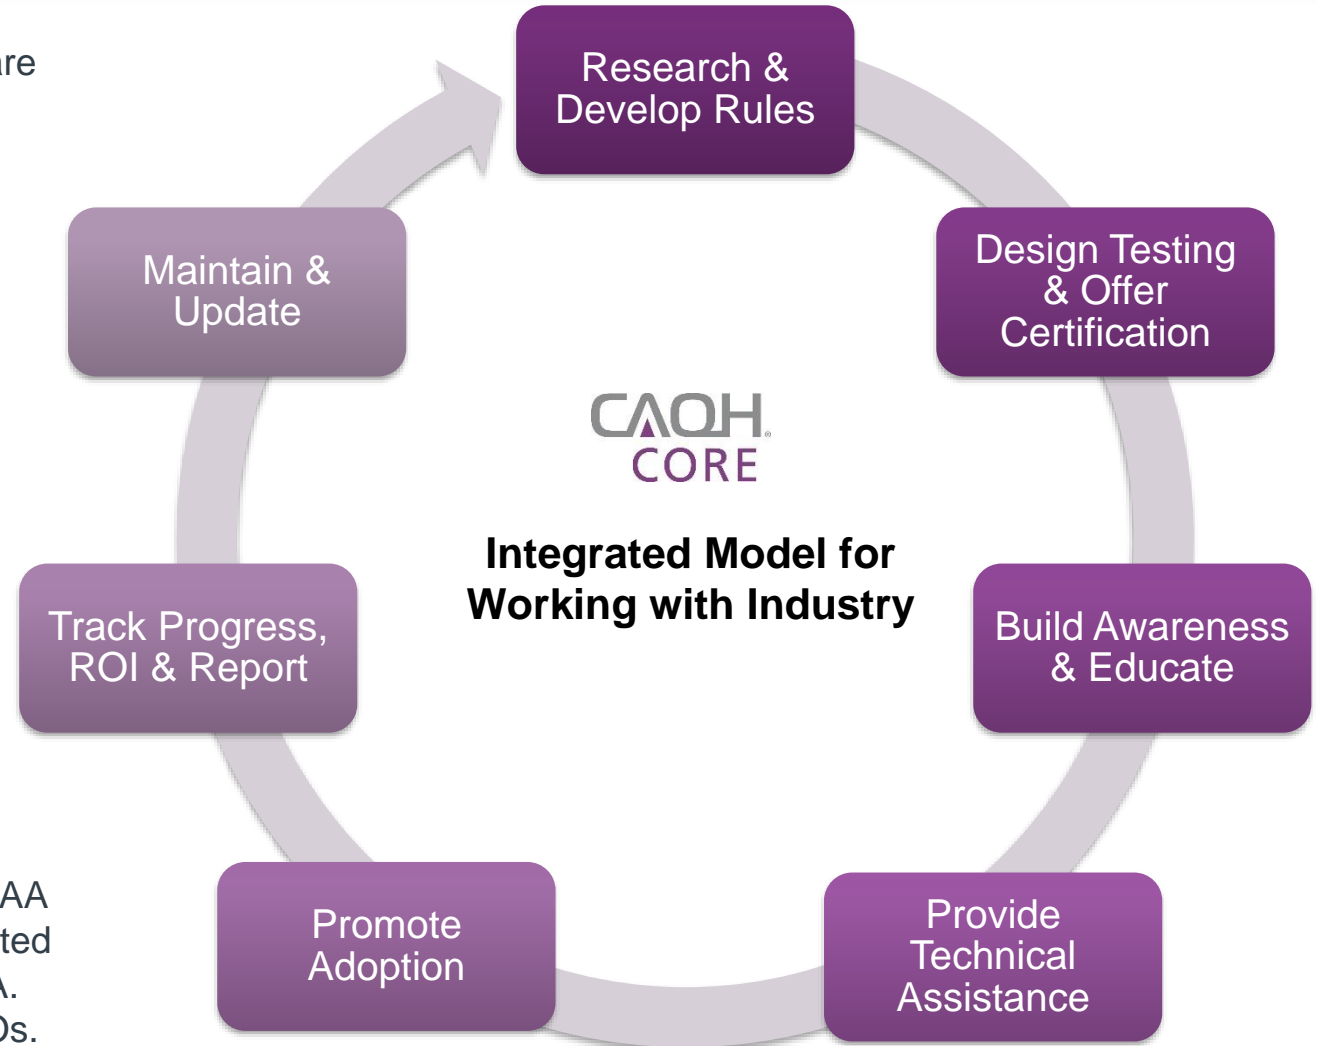 Research &
Develop Rules
Design Testing
& Offer
Certification
Build Awareness
& Educate
Provide
Technical
Assistance
Promote
Adoption
Track Progress,
ROI & Report
Maintain &
Update
CAQH®
CORE
Integrated Model for
Working with Industry